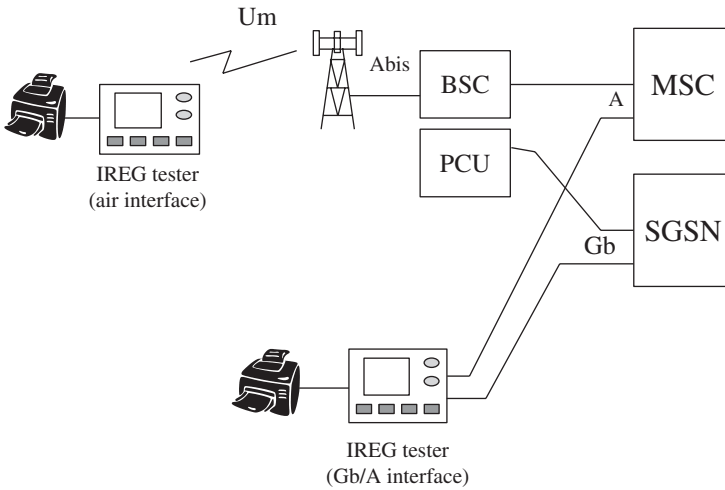 Um
Abis
BSC
A
MSC
PCU
IREG tester
(air interface)
Gb
SGSN
IREG tester
(Gb/A interface)